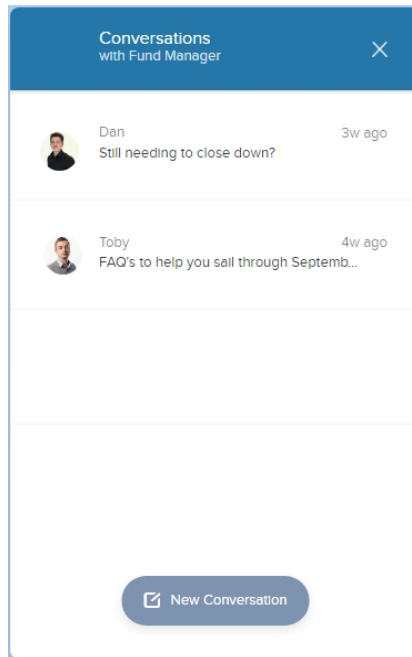 Conversations
with Fund Manager
Dan 3w ago
Still needing to close down?
Toby 4w ago
FAQ's to help you sail through Septemb...
New Conversation